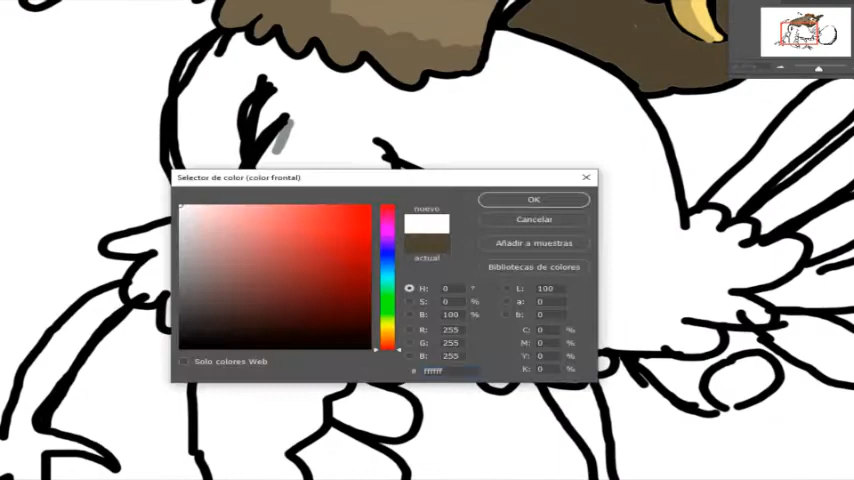 Selector de color (color frontal)
nuevo
actual
OK
Cancelar
Añadir a muestras
Bibliotecas de colores
H: 0 °
S: 0 %
B: 100 %
R: 255
G: 255
B: 255
# ffffff
L: 100
a: 0
b: 0
C: 0 %
M: 0 %
Y: 0 %
K: 0 %
Solo colores Web